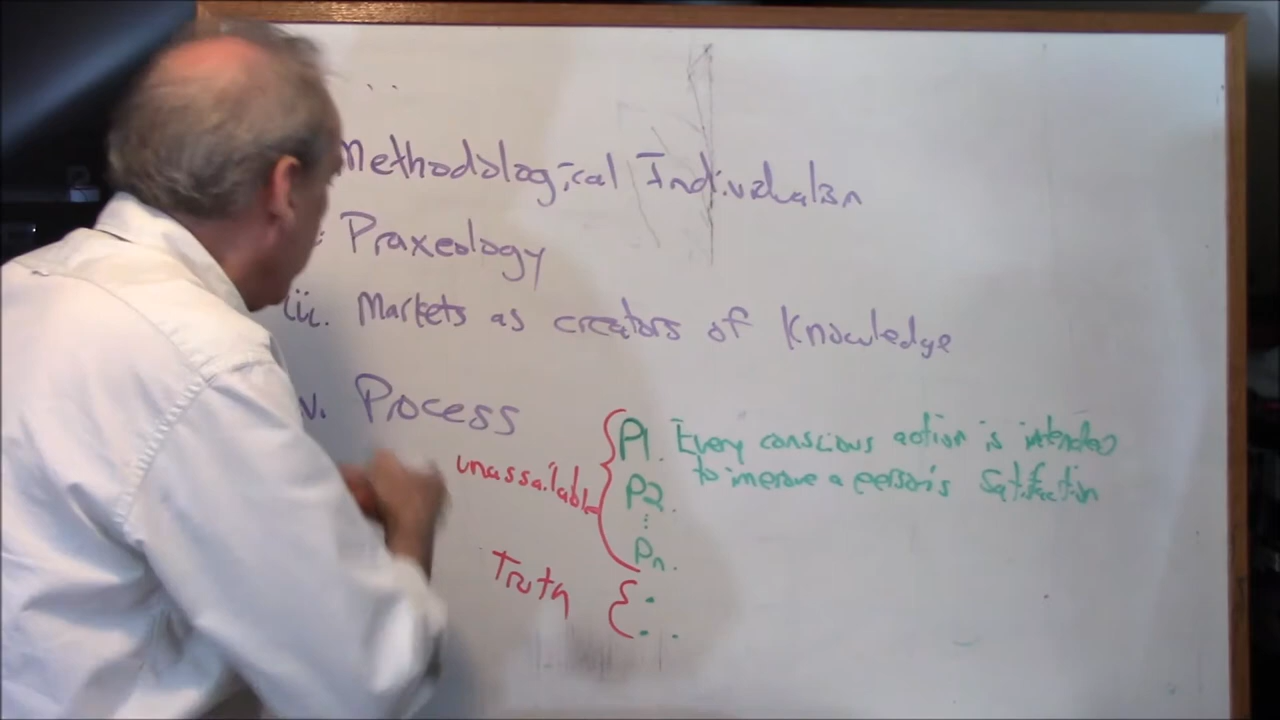 Methodological Individualism
Praxeology
iii. Markets as creators of Knowledge
v. Process
unassailable
P1. Every conscious action is intended
to improve a person's satisfaction
P2.
Pn.
Truth